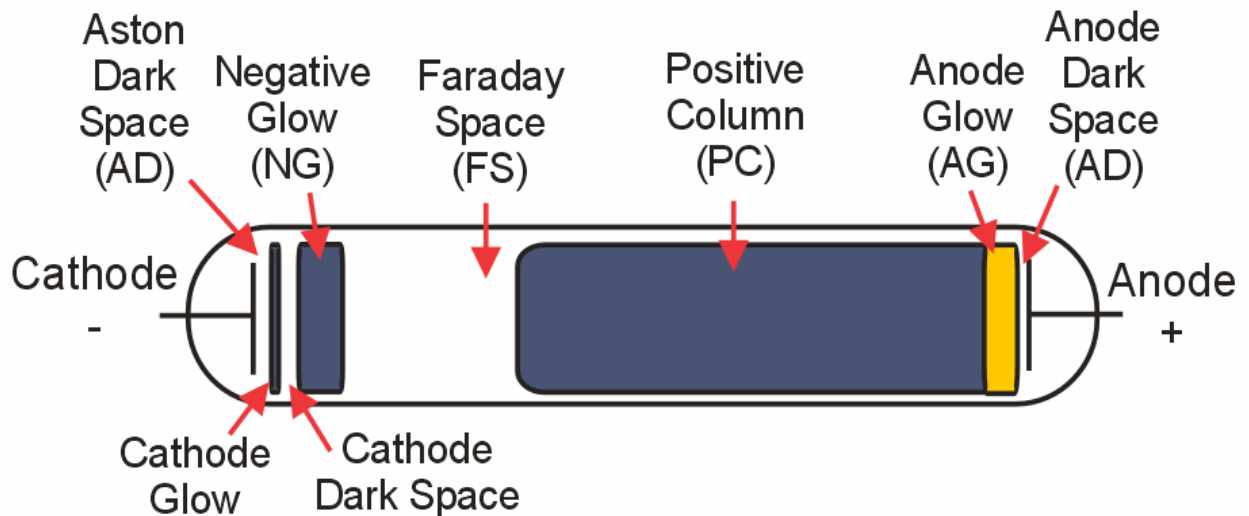 Aston
Dark
Space
(AD)
Negative
Glow
(NG)
Faraday
Space
(FS)
Positive
Column
(PC)
Anode
Glow
(AG)
Anode
Dark
Space
(AD)
Cathode
-
Anode
+
Cathode
Glow
Cathode
Dark Space